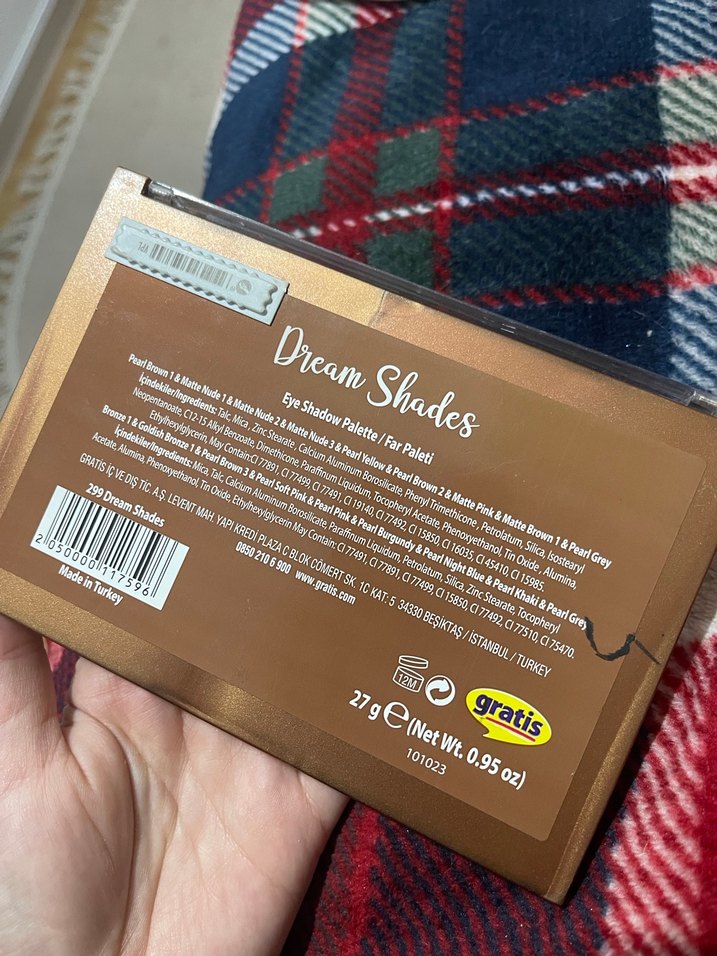 Dream Shades
Eye Shadow Palette / Far Paleti
Pearl Brown 1 & Matte Nude 1 & Matte Nude 2 & Matte Nude 3 & Pearl Yellow & Pearl Brown 2 & Matte Pink & Matte Brown 1 & Pearl Grey
İçindekiler/Ingredients: Talc, Mica , Zinc Stearate, Calcium Aluminum Borosilicate, Phenyl Trimethicone , Petrolatum, Silica, Isostearyl
Neopentanoate, C12-15 Alkyl Benzoate, Dimethicone, Paraffinum Liquidum, Tocopheryl Acetate, Phenoxyethanol, Tin Oxide , Alumina,
Ethylhexylglycerin, May Contain:CI 77891, CI 77499, CI 77491, CI 19140, CI 77492, CI 15850, CI 16035, CI 45410, CI 15985
Bronze 1 & Goldish Bronze 1 & Pearl Brown 3 & Pearl Soft Pink & Pearl Pink & Pearl Burgundy & Pearl Night Blue & Pearl Khaki & Pearl Grey
İçindekiler/Ingredients: Mica, Talc, Calcium Aluminum Borosilicate, Paraffinum Liquidum, Petrolatum, Silica, Zinc Stearate, Tocopheryl
Acetate, Alumina, Phenoxyethanol, Tin Oxide, Ethylhexylglycerin May Contain: CI 77491, CI 77891, CI 77499, CI 15850, CI 77492, CI 77510, CI 75470.
GRATİS İÇ VE DIŞ TİC. A.Ş. LEVENT MAH. YAPI KREDİ PLAZA C BLOK CÖMERT SK. 1C KAT: 5 34330 BEŞİKTAŞ / İSTANBUL / TURKEY
0850 210 6 900 www.gratis.com
299 Dream Shades
2 050000 117596
Made in Turkey
12M
gratis
27 g e (Net Wt. 0.95 oz)
101023